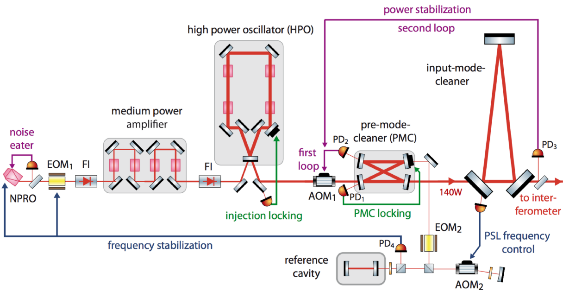 power stabilization
second loop
high power oscillator (HPO)
input-mode-
cleaner
medium power
amplifier
pre-mode-
cleaner (PMC)
noise
eater
EOM1
FI
FI
PD2
PD3
first
loop
NPRO
AOM1
PD1
140W
to inter-
ferometer
injection locking
PMC locking
EOM2
frequency stabilization
PD4
PSL frequency
control
reference
cavity
AOM2